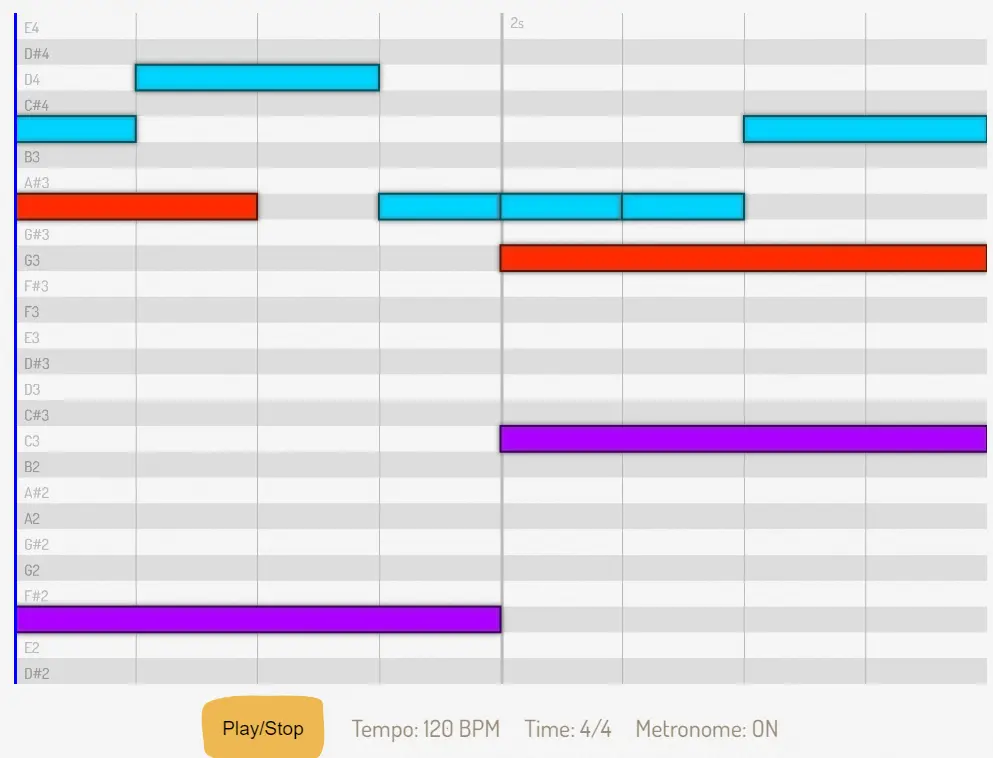 E4
2s
D#4
D4
C#4
B3
A#3
G#3
G3
F#3
F3
E3
D#3
D3
C#3
C3
B2
A#2
A2
G#2
G2
F#2
E2
D#2
Play/Stop Tempo: 120 BPM Time: 4/4 Metronome: ON